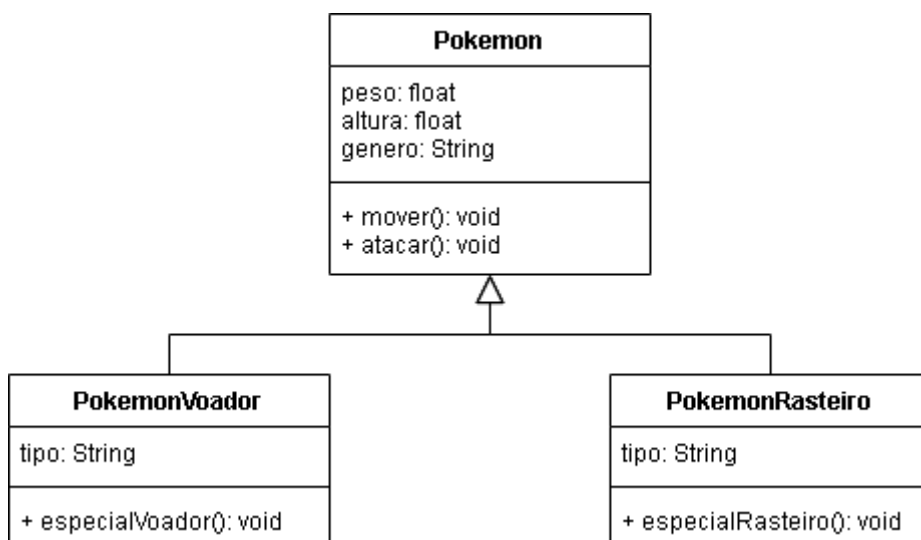 Pokemon
peso: float
altura: float
genero: String
+ mover(): void
+ atacar(): void
PokemonVoador
tipo: String
+ especialVoador(): void
PokemonRasteiro
tipo: String
+ especialRasteiro(): void